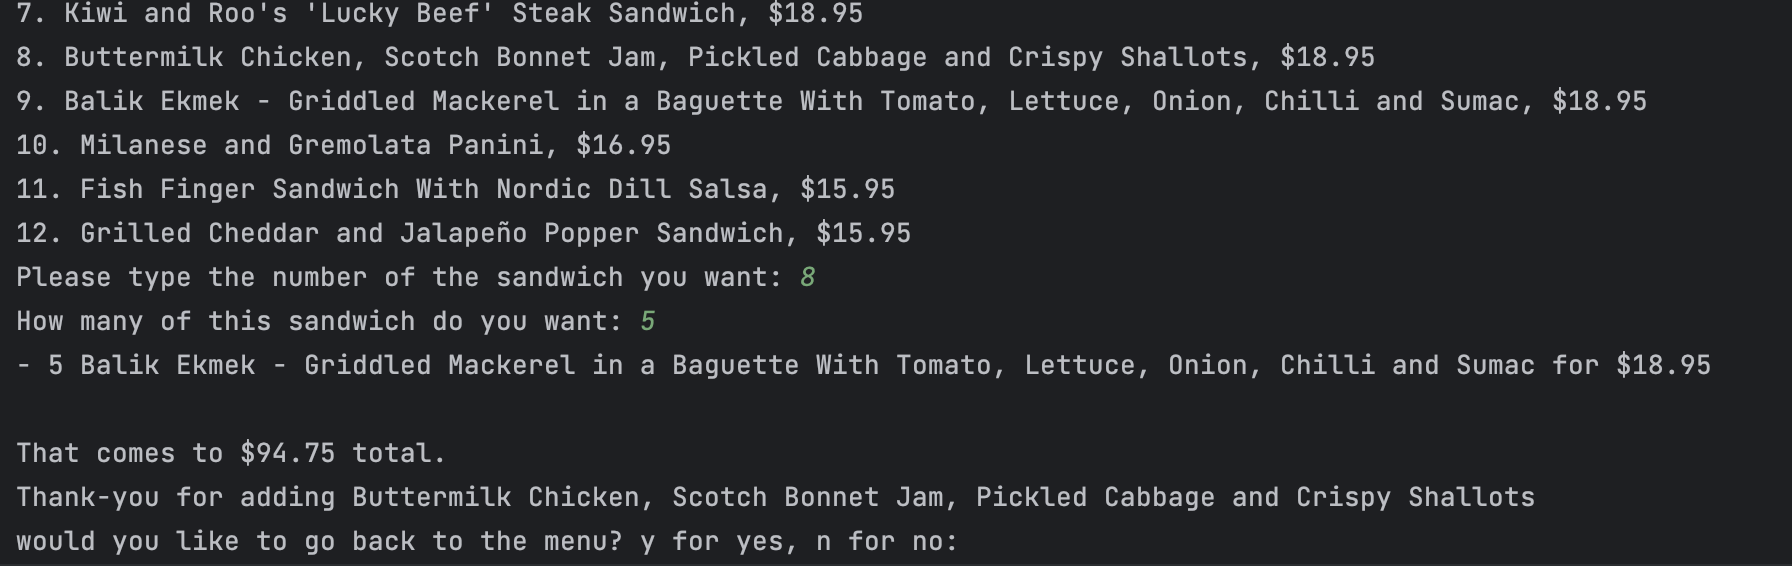 7. Kiwi and Roo's 'Lucky Beef' Steak Sandwich, $18.95
8. Buttermilk Chicken, Scotch Bonnet Jam, Pickled Cabbage and Crispy Shallots, $18.95
9. Balik Ekmek - Griddled Mackerel in a Baguette With Tomato, Lettuce, Onion, Chilli and Sumac, $18.95
10. Milanese and Gremolata Panini, $16.95
11. Fish Finger Sandwich With Nordic Dill Salsa, $15.95
12. Grilled Cheddar and Jalapeño Popper Sandwich, $15.95
Please type the number of the sandwich you want: 8
How many of this sandwich do you want: 5
- 5 Balik Ekmek - Griddled Mackerel in a Baguette With Tomato, Lettuce, Onion, Chilli and Sumac for $18.95
That comes to $94.75 total.
Thank-you for adding Buttermilk Chicken, Scotch Bonnet Jam, Pickled Cabbage and Crispy Shallots
would you like to go back to the menu? y for yes, n for no: